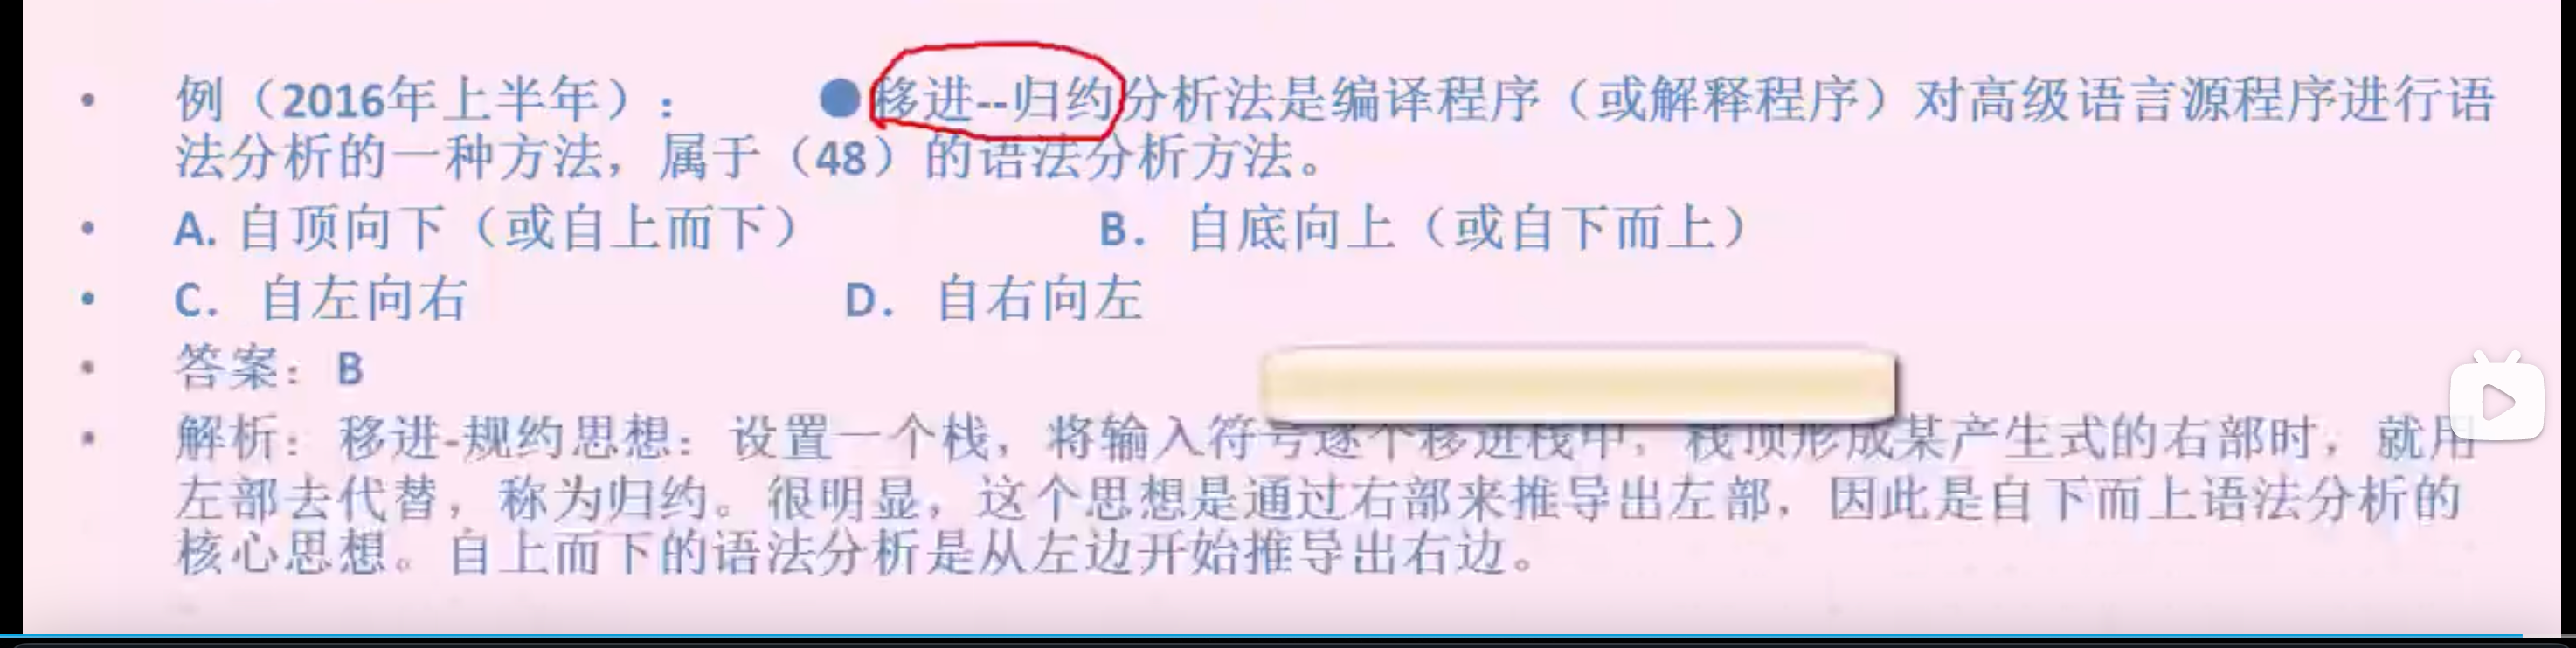 • 例（2016年上半年）： ●移进--归约分析法是编译程序（或解释程序）对高级语言源程序进行语
法分析的一种方法，属于（48）的语法分析方法。
• A. 自顶向下（或自上而下） B. 自底向上（或自下而上）
• C. 自左向右 D. 自右向左
• 答案：B
• 解析：移进-规约思想：设置一个栈，将输入符号逐个移进栈中，栈顶形成某产生式的右部时，就用
左部去代替，称为归约。很明显，这个思想是通过右部来推导出左部，因此是自下而上语法分析的
核心思想。自上而下的语法分析是从左边开始推导出右边。